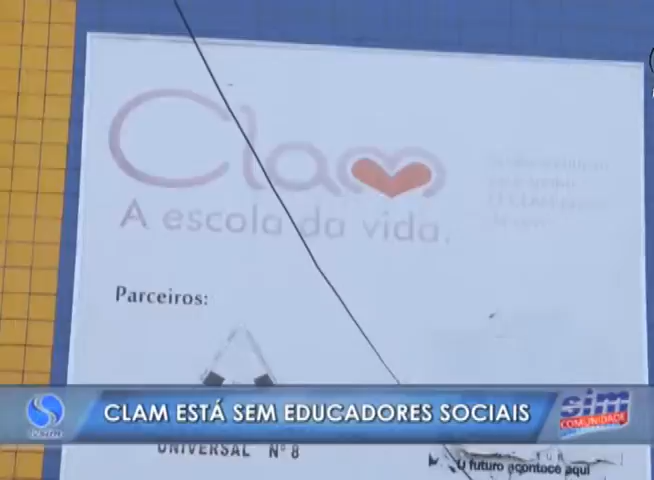 Clam
A escola da vida.
Parceiros:
CLAM ESTÁ SEM EDUCADORES SOCIAIS
sim
COMUNIDADE
UNIVERSAL Nº 8
O futuro acontece aqui